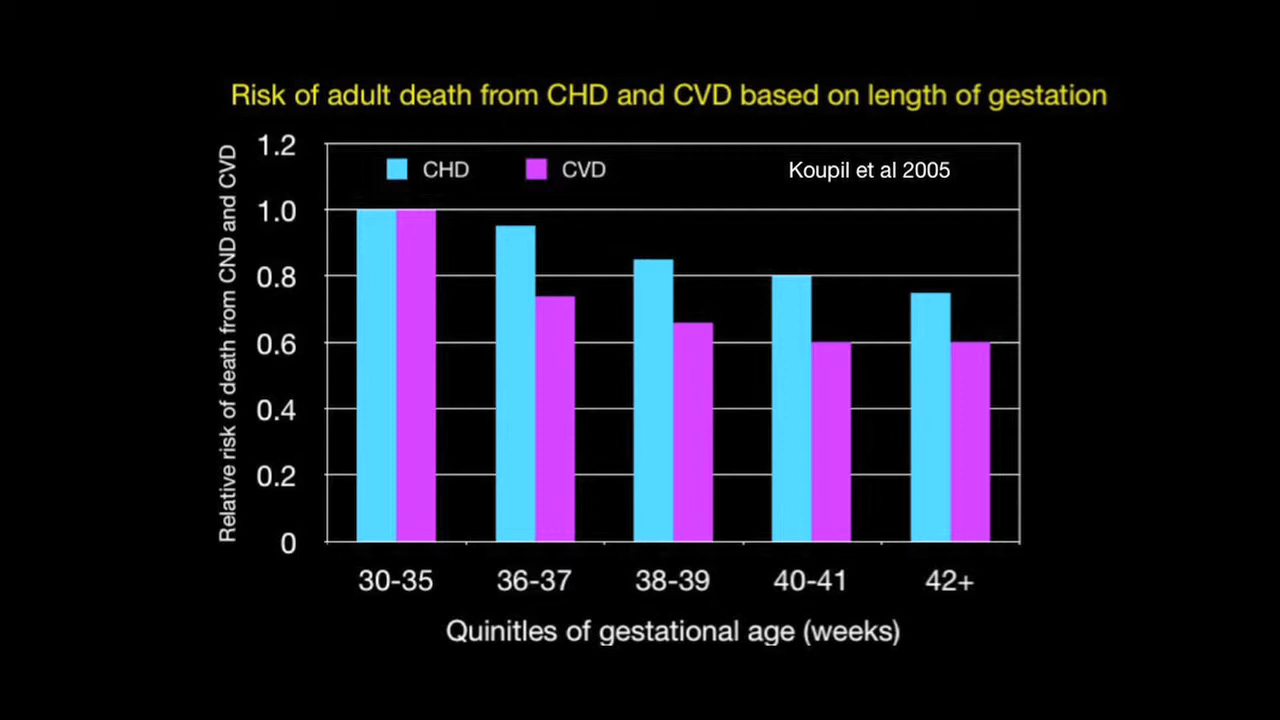 Risk of adult death from CHD and CVD based on length of gestation
Relative risk of death from CND and CVD
1.2
CHD
CVD
Koupil et al 2005
1.0
0.8
0.6
0.4
0.2
0
30-35
36-37
38-39
40-41
42+
Quinitles of gestational age (weeks)